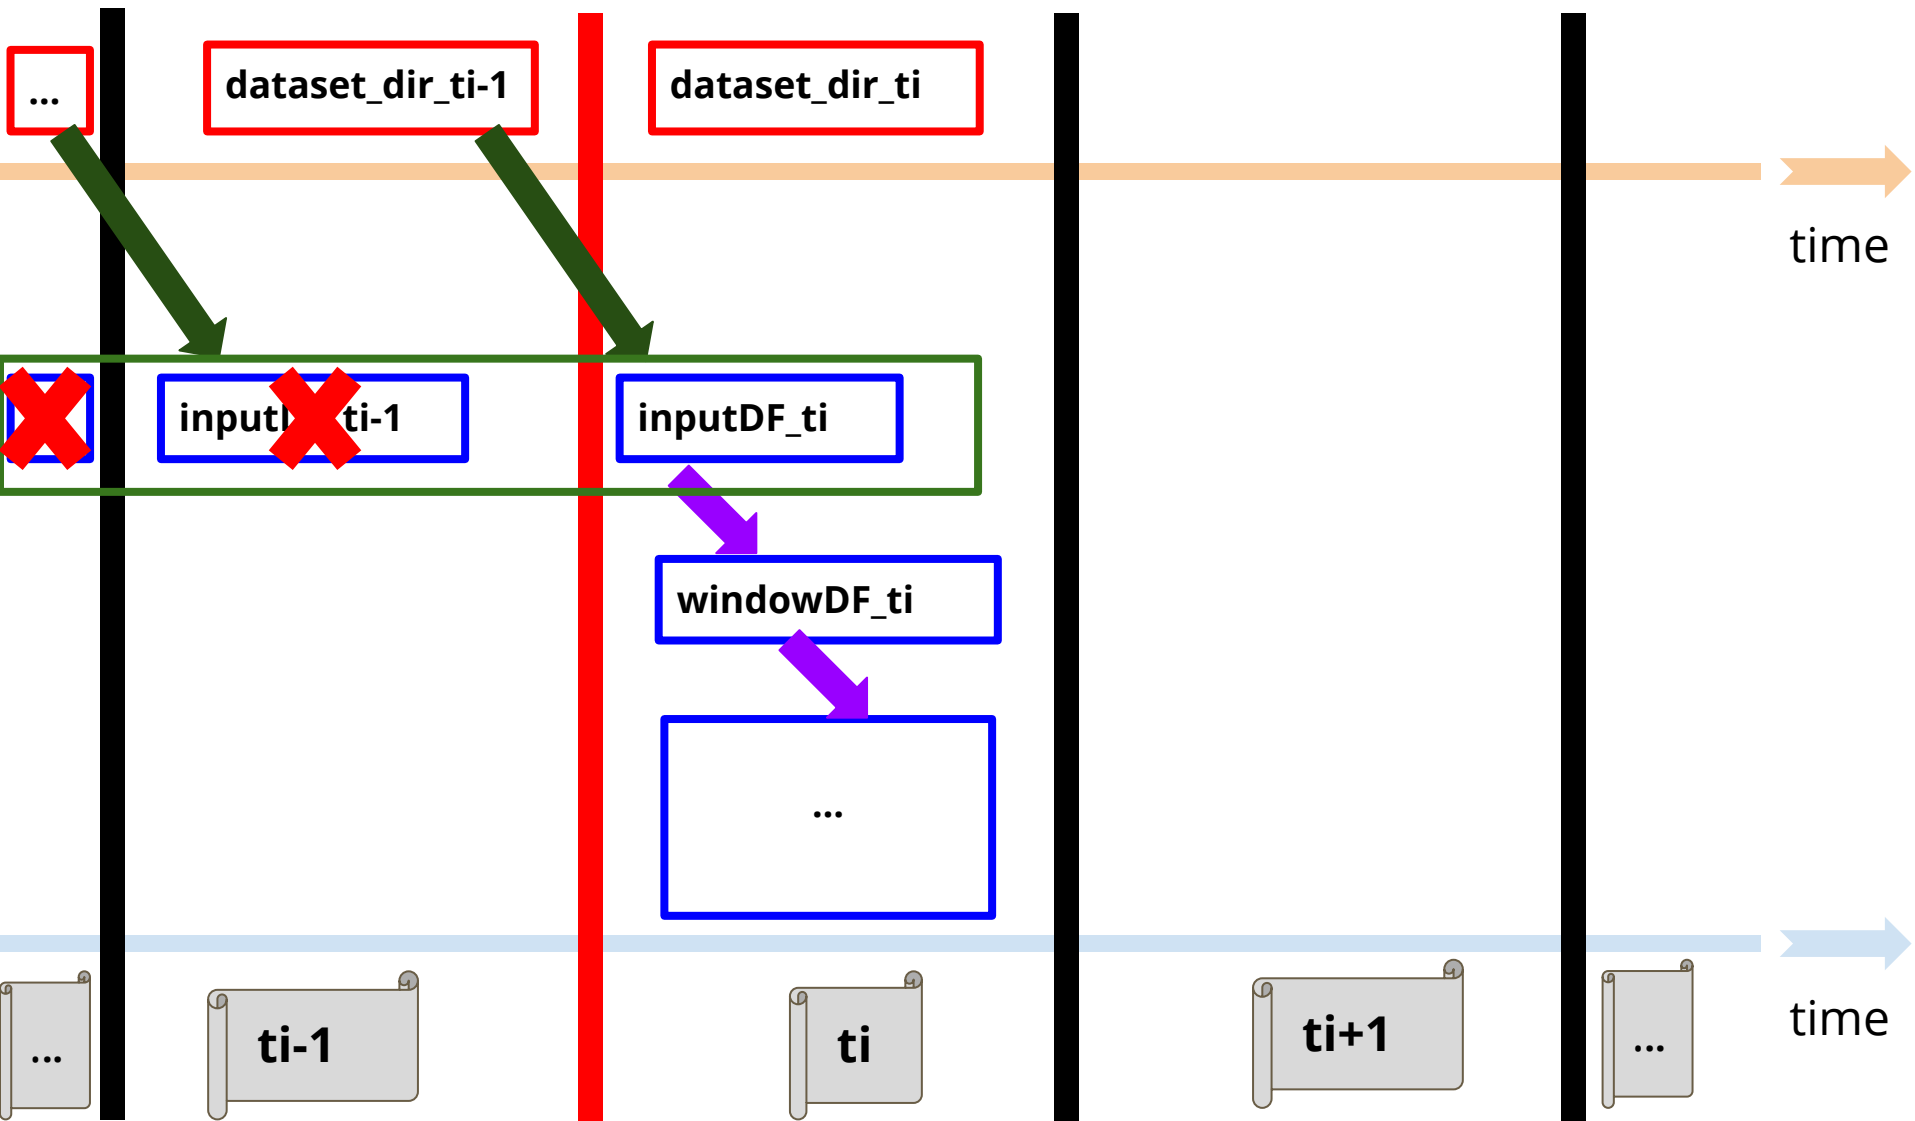 ...
dataset_dir_ti-1
dataset_dir_ti
time
input ti-1
inputDF_ti
windowDF_ti
...
...
ti-1
ti
ti+1
...
time